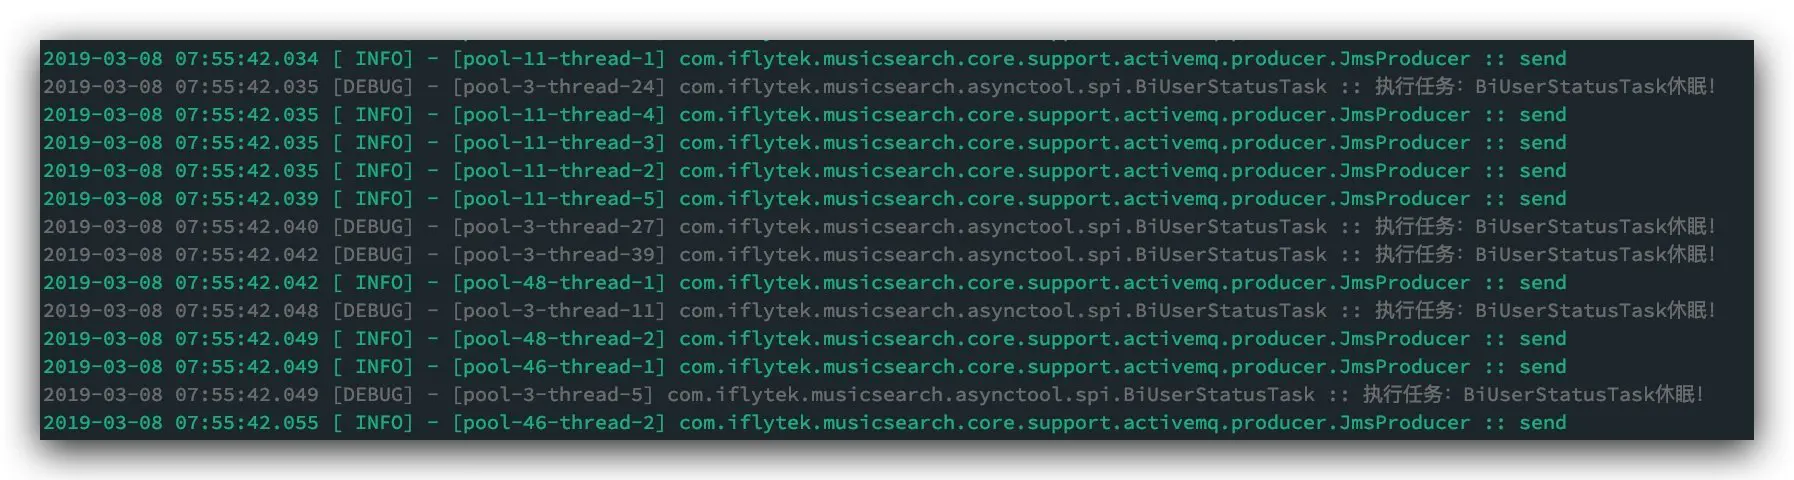 2019-03-08 07:55:42.034 [ INFO] - [pool-11-thread-1] com.iflytek.musicsearch.core.support.activemq.producer.JmsProducer :: send
2019-03-08 07:55:42.035 [DEBUG] - [pool-3-thread-24] com.iflytek.musicsearch.asynctool.spi.BiUserStatusTask :: 执行任务：BiUserStatusTask休眠！
2019-03-08 07:55:42.035 [ INFO] - [pool-11-thread-4] com.iflytek.musicsearch.core.support.activemq.producer.JmsProducer :: send
2019-03-08 07:55:42.035 [ INFO] - [pool-11-thread-3] com.iflytek.musicsearch.core.support.activemq.producer.JmsProducer :: send
2019-03-08 07:55:42.035 [ INFO] - [pool-11-thread-2] com.iflytek.musicsearch.core.support.activemq.producer.JmsProducer :: send
2019-03-08 07:55:42.039 [ INFO] - [pool-11-thread-5] com.iflytek.musicsearch.core.support.activemq.producer.JmsProducer :: send
2019-03-08 07:55:42.040 [DEBUG] - [pool-3-thread-27] com.iflytek.musicsearch.asynctool.spi.BiUserStatusTask :: 执行任务：BiUserStatusTask休眠！
2019-03-08 07:55:42.042 [DEBUG] - [pool-3-thread-39] com.iflytek.musicsearch.asynctool.spi.BiUserStatusTask :: 执行任务：BiUserStatusTask休眠！
2019-03-08 07:55:42.042 [ INFO] - [pool-48-thread-1] com.iflytek.musicsearch.core.support.activemq.producer.JmsProducer :: send
2019-03-08 07:55:42.048 [DEBUG] - [pool-3-thread-11] com.iflytek.musicsearch.asynctool.spi.BiUserStatusTask :: 执行任务：BiUserStatusTask休眠！
2019-03-08 07:55:42.049 [ INFO] - [pool-48-thread-2] com.iflytek.musicsearch.core.support.activemq.producer.JmsProducer :: send
2019-03-08 07:55:42.049 [ INFO] - [pool-46-thread-1] com.iflytek.musicsearch.core.support.activemq.producer.JmsProducer :: send
2019-03-08 07:55:42.049 [DEBUG] - [pool-3-thread-5] com.iflytek.musicsearch.asynctool.spi.BiUserStatusTask :: 执行任务：BiUserStatusTask休眠！
2019-03-08 07:55:42.055 [ INFO] - [pool-46-thread-2] com.iflytek.musicsearch.core.support.activemq.producer.JmsProducer :: send